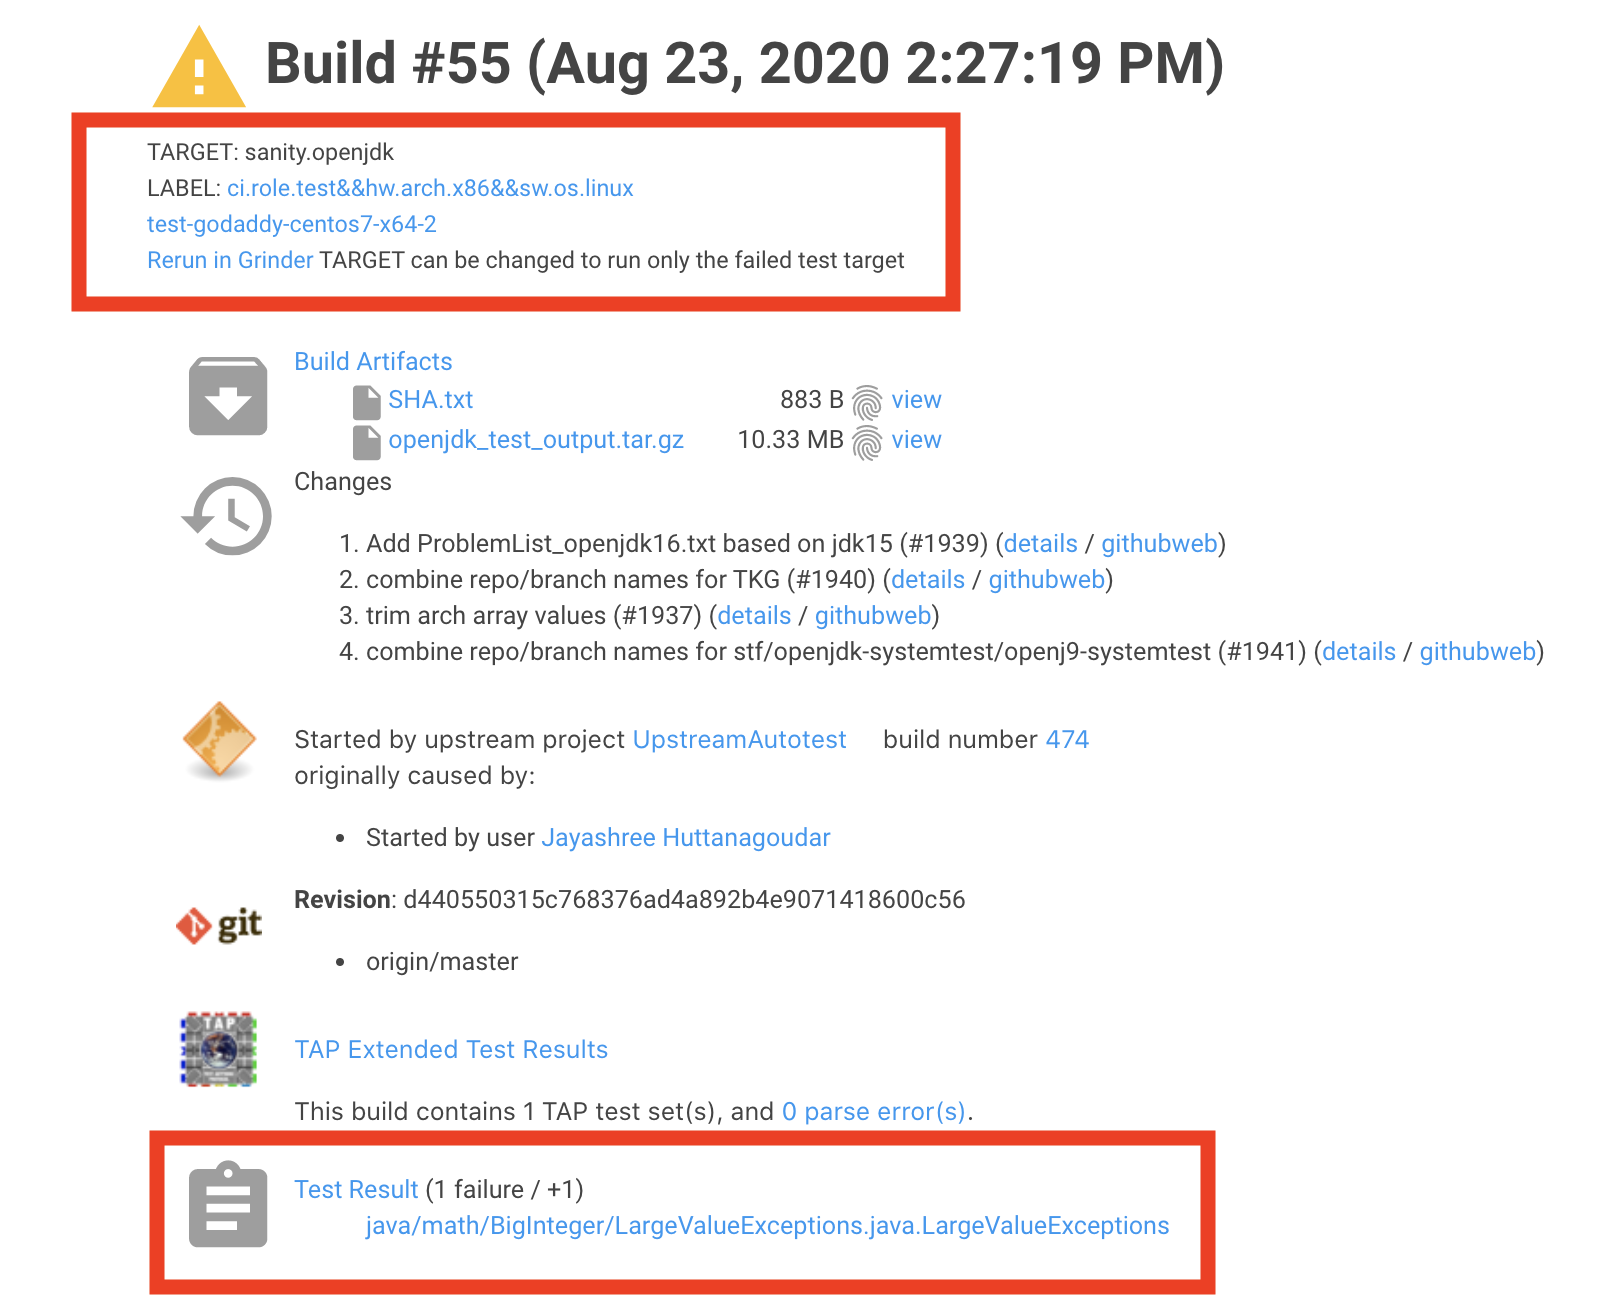 Build #55 (Aug 23, 2020 2:27:19 PM)
TARGET: sanity.openjdk
LABEL: ci.role.test&&hw.arch.x86&&sw.os.linux
test-godaddy-centos7-x64-2
Rerun in Grinder TARGET can be changed to run only the failed test target
Build Artifacts
SHA.txt 883 B view
openjdk_test_output.tar.gz 10.33 MB view
Changes
1. Add ProblemList_openjdk16.txt based on jdk15 (#1939) (details / githubweb)
2. combine repo/branch names for TKG (#1940) (details / githubweb)
3. trim arch array values (#1937) (details / githubweb)
4. combine repo/branch names for stf/openjdk-systemtest/openj9-systemtest (#1941) (details / githubweb)
Started by upstream project UpstreamAutotest build number 474
originally caused by:
• Started by user Jayashree Huttanagoudar
git
Revision: d440550315c768376ad4a892b4e9071418600c56
• origin/master
TAP
TAP Extended Test Results
This build contains 1 TAP test set(s), and 0 parse error(s).
Test Result (1 failure / +1)
java/math/BigInteger/LargeValueExceptions.java.LargeValueExceptions